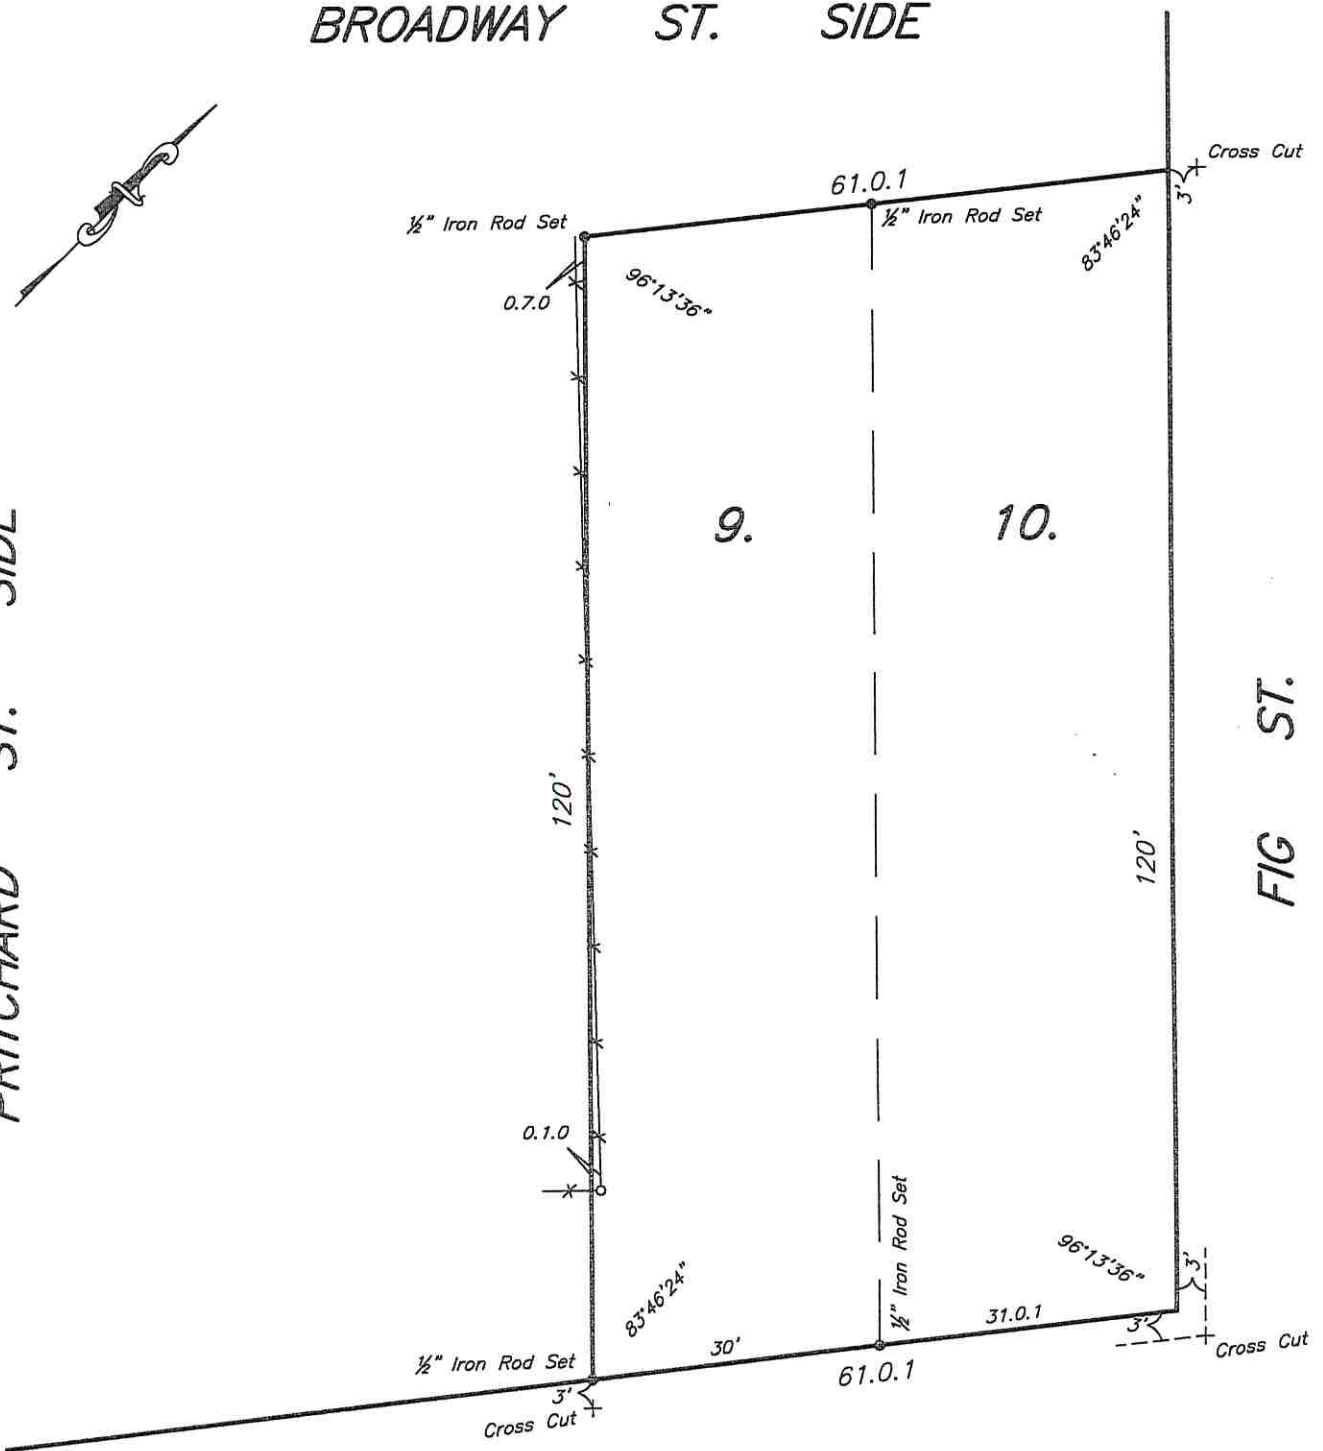 BROADWAY ST. SIDE
Cross Cut
61.0.1
3'
½" Iron Rod Set
½" Iron Rod Set
83°46'24"
96°13'36"
0.7.0
9.
10.
PRITCHARD ST. SIDE
FIG ST.
120'
120'
0.1.0
½" Iron Rod Set
96°13'36"
3'
83°46'24"
31.0.1
3'
30'
Cross Cut
½" Iron Rod Set
61.0.1
3'
Cross Cut